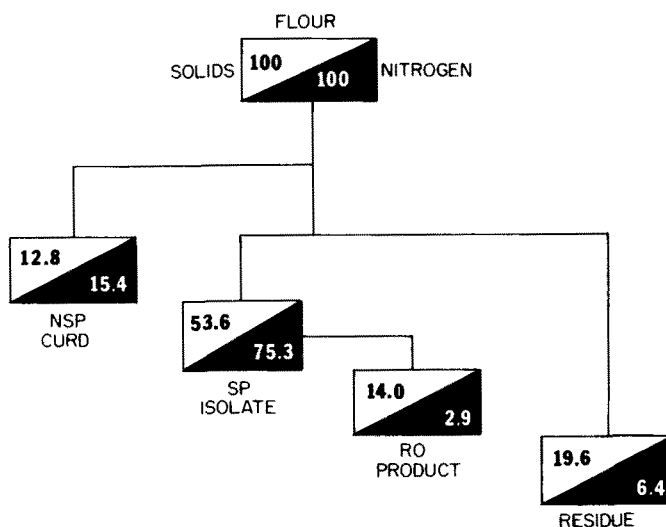 FLOUR
SOLIDS 100 100 NITROGEN
12.8
15.4
NSP
CURD
53.6
75.3
SP
ISOLATE
14.0
2.9
RO
PRODUCT
19.6
6.4
RESIDUE